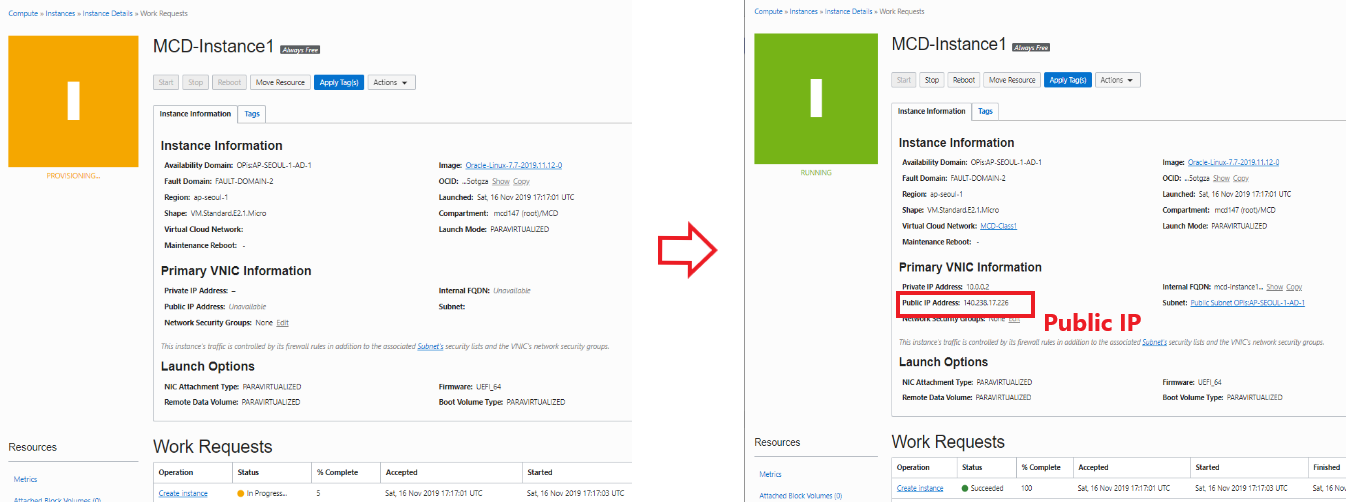 Compute » Instances » Instance Details » Work Requests
MCD-Instance1 Always Free
Start Stop Reboot Move Resource Apply Tag(s) Actions
Instance Information Tags
PROVISIONING...
Instance Information
Availability Domain: OPis:AP-SEOUL-1-AD-1 Image: Oracle-Linux-7.7-2019.11.12-0
Fault Domain: FAULT-DOMAIN-2 OCID: ...5otgza Show Copy
Region: ap-seoul-1 Launched: Sat, 16 Nov 2019 17:17:01 UTC
Shape: VM.Standard.E2.1.Micro Compartment: mcd147 (root)/MCD
Virtual Cloud Network: Launch Mode: PARAVIRTUALIZED
Maintenance Reboot: -
Primary VNIC Information
Private IP Address: – Internal FQDN: Unavailable
Public IP Address: Unavailable Subnet:
Network Security Groups: None Edit
This instance's traffic is controlled by its firewall rules in addition to the associated Subnet's security lists and the VNIC's network security groups.
Launch Options
NIC Attachment Type: PARAVIRTUALIZED Firmware: UEFI_64
Remote Data Volume: PARAVIRTUALIZED Boot Volume Type: PARAVIRTUALIZED
Resources
Metrics
Attached Block Volumes (0)
Work Requests
Operation Status % Complete Accepted Started
Create instance In Progress... 5 Sat, 16 Nov 2019 17:17:01 UTC Sat, 16 Nov 2019 17:17:03 UTC
Compute » Instances » Instance Details » Work Requests
MCD-Instance1 Always Free
Start Stop Reboot Move Resource Apply Tag(s) Actions
Instance Information Tags
RUNNING
Instance Information
Availability Domain: OPis:AP-SEOUL-1-AD-1 Image: Oracle-Linux-7.7-2019.11.12-0
Fault Domain: FAULT-DOMAIN-2 OCID: ...5otgza Show Copy
Region: ap-seoul-1 Launched: Sat, 16 Nov 2019 17:17:01 UTC
Shape: VM.Standard.E2.1.Micro Compartment: mcd147 (root)/MCD
Virtual Cloud Network: MCD-Class1 Launch Mode: PARAVIRTUALIZED
Maintenance Reboot: -
Primary VNIC Information
Private IP Address: 10.0.0.2 Internal FQDN: mcd-instance1... Show Copy
Public IP Address: 140.238.17.226 Subnet: Public Subnet OPis:AP-SEOUL-1-AD-1
Network Security Groups: None Edit
Public IP
This instance's traffic is controlled by its firewall rules in addition to the associated Subnet's security lists and the VNIC's network security groups.
Launch Options
NIC Attachment Type: PARAVIRTUALIZED Firmware: UEFI_64
Remote Data Volume: PARAVIRTUALIZED Boot Volume Type: PARAVIRTUALIZED
Resources
Metrics
Attached Block Volumes (0)
Work Requests
Operation Status % Complete Accepted Started Finished
Create instance Succeeded 100 Sat, 16 Nov 2019 17:17:01 UTC Sat, 16 Nov 2019 17:17:03 UTC Sat, 16 Nov